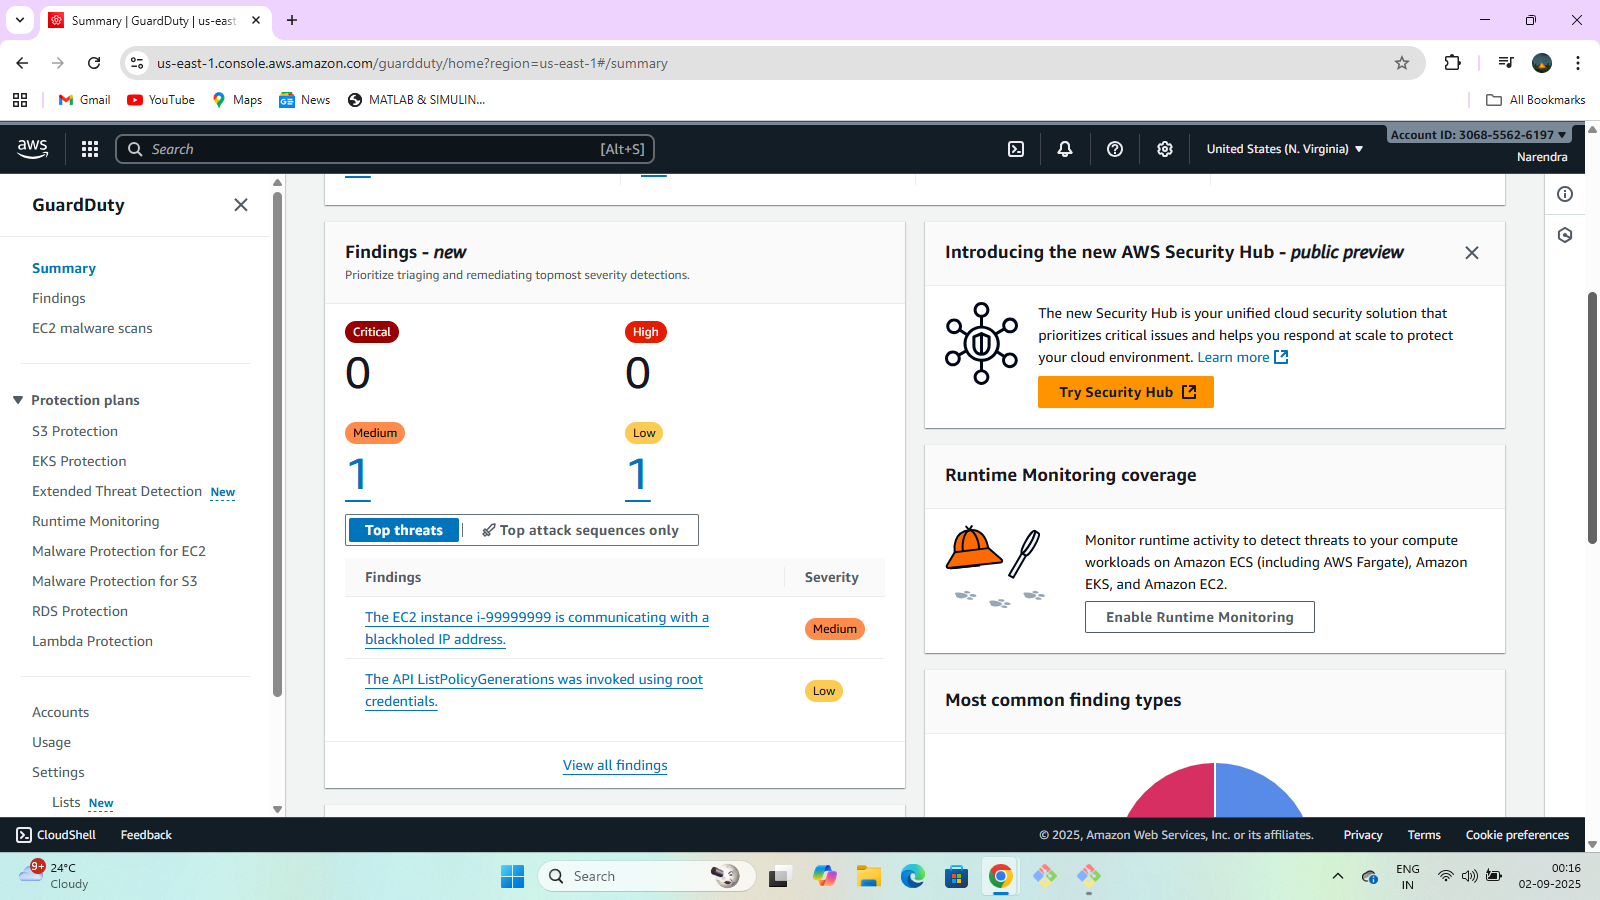 Summary | GuardDuty | us-east-
us-east-1.console.aws.amazon.com/guardduty/home?region=us-east-1#/summary
Gmail
YouTube
Maps
News
MATLAB & SIMULIN...
All Bookmarks
aws
Search
[Alt+S]
United States (N. Virginia)
Account ID: 3068-5562-6197
Narendra
GuardDuty
Summary
Findings
EC2 malware scans
Protection plans
S3 Protection
EKS Protection
Extended Threat Detection New
Runtime Monitoring
Malware Protection for EC2
Malware Protection for S3
RDS Protection
Lambda Protection
Accounts
Usage
Settings
Lists New
Findings - new
Prioritize triaging and remediating topmost severity detections.
Critical
0
High
0
Medium
1
Low
1
Top threats
Top attack sequences only
Findings
Severity
The EC2 instance i-99999999 is communicating with a
blackholed IP address.
Medium
The API ListPolicyGenerations was invoked using root
credentials.
Low
View all findings
Introducing the new AWS Security Hub - public preview
The new Security Hub is your unified cloud security solution that
prioritizes critical issues and helps you respond at scale to protect
your cloud environment. Learn more
Try Security Hub
Runtime Monitoring coverage
Monitor runtime activity to detect threats to your compute
workloads on Amazon ECS (including AWS Fargate), Amazon
EKS, and Amazon EC2.
Enable Runtime Monitoring
Most common finding types
CloudShell
Feedback
© 2025, Amazon Web Services, Inc. or its affiliates.
Privacy
Terms
Cookie preferences
9+
24°C
Cloudy
Search
ENG
IN
00:16
02-09-2025